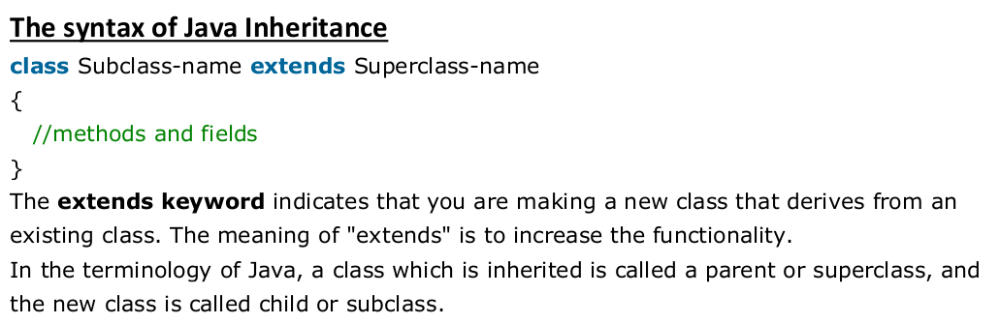 The syntax of Java Inheritance
class Subclass-name extends Superclass-name
{
//methods and fields
}
The extends keyword indicates that you are making a new class that derives from an
existing class. The meaning of "extends" is to increase the functionality.
In the terminology of Java, a class which is inherited is called a parent or superclass, and
the new class is called child or subclass.